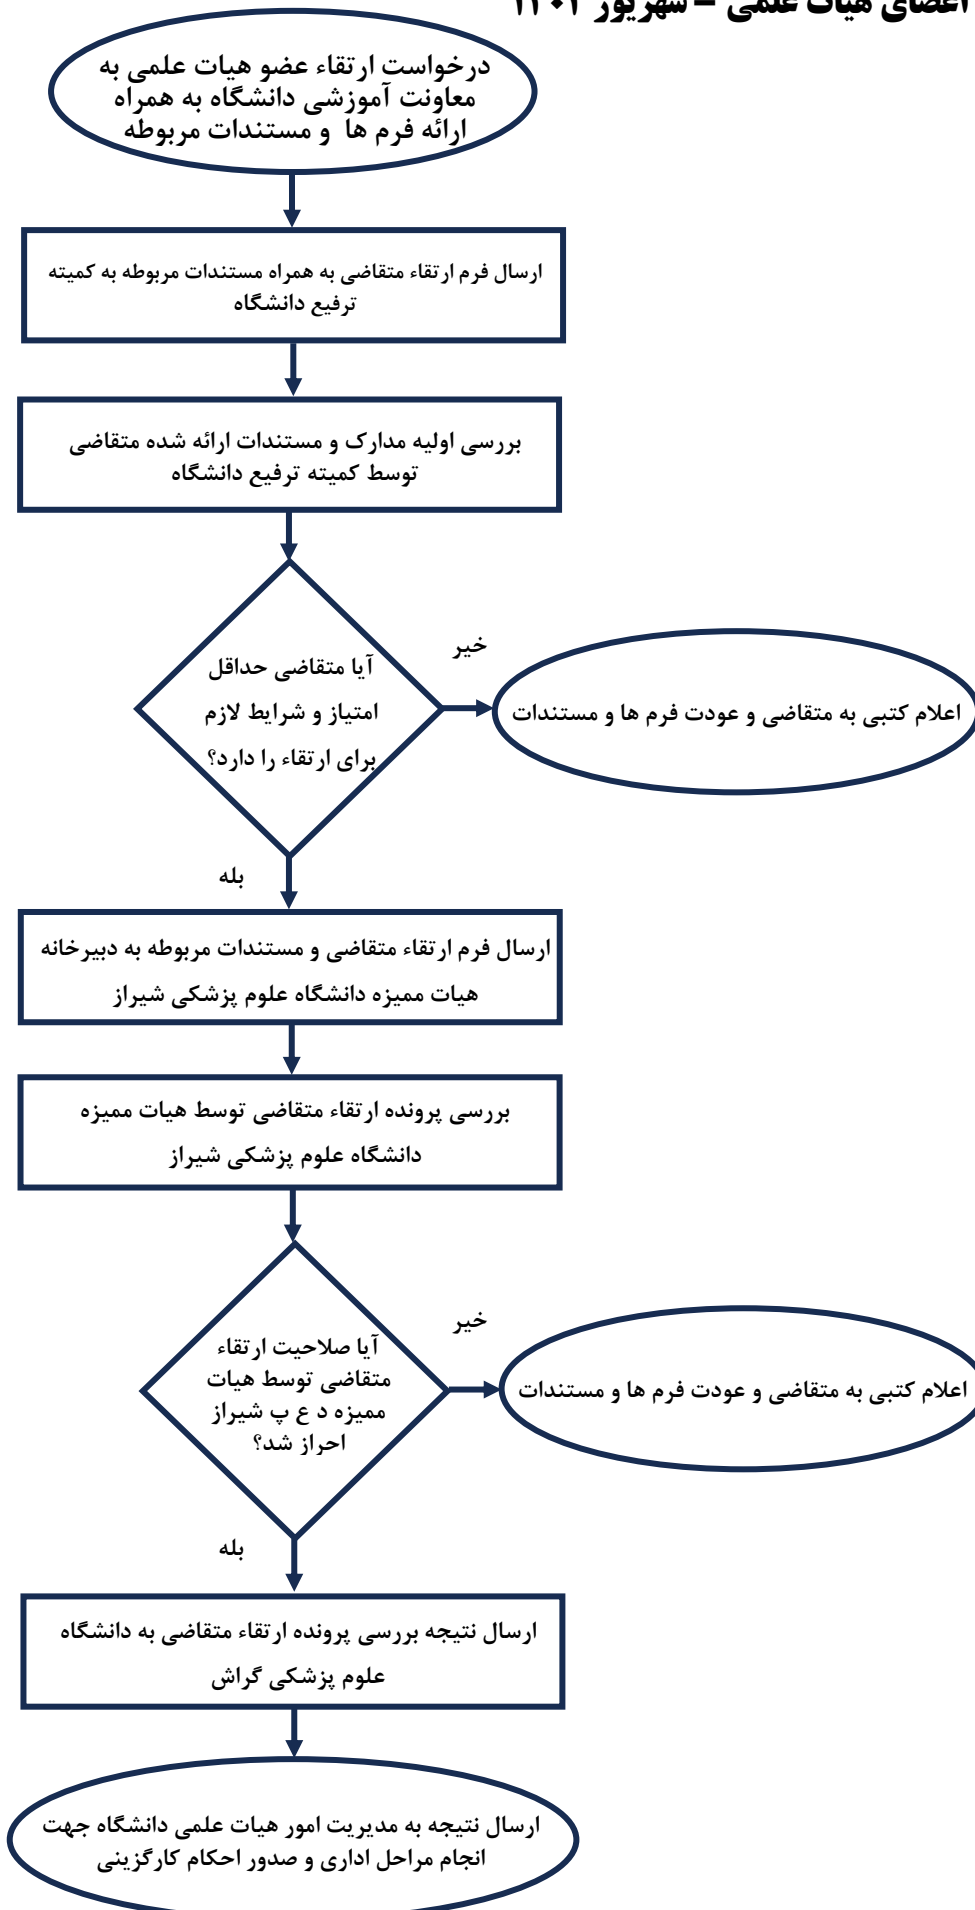 اعضای هیات علمی – شهریور ۱۴۰۲
درخواست ارتقاء عضو هیات علمی به
معاونت آموزشی دانشگاه به همراه
ارائه فرم ها و مستندات مربوطه
ارسال فرم ارتقاء متقاضی به همراه مستندات مربوطه به کمیته
ترفیع دانشگاه
بررسی اولیه مدارک و مستندات ارائه شده متقاضی
توسط کمیته ترفیع دانشگاه
آیا متقاضی حداقل
امتیاز و شرایط لازم
برای ارتقاء را دارد؟
خیر
اعلام کتبی به متقاضی و عودت فرم ها و مستندات
بله
ارسال فرم ارتقاء متقاضی و مستندات مربوطه به دبیرخانه
هیات ممیزه دانشگاه علوم پزشکی شیراز
بررسی پرونده ارتقاء متقاضی توسط هیات ممیزه
دانشگاه علوم پزشکی شیراز
آیا صلاحیت ارتقاء
متقاضی توسط هیات
ممیزه د ع پ شیراز
احراز شد؟
خیر
اعلام کتبی به متقاضی و عودت فرم ها و مستندات
بله
ارسال نتیجه بررسی پرونده ارتقاء متقاضی به دانشگاه
علوم پزشکی گراش
ارسال نتیجه به مدیریت امور هیات علمی دانشگاه جهت
انجام مراحل اداری و صدور احکام کارگزینی